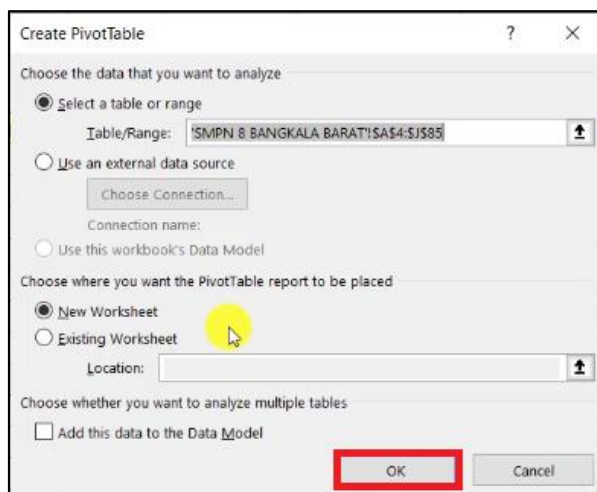 Create PivotTable ? ×
Choose the data that you want to analyze
Select a table or range
Table/Range: 'SMPN 8 BANGKALA BARAT'!$A$4:$J$85
Use an external data source
Choose Connection...
Connection name:
Use this workbook's Data Model
Choose where you want the PivotTable report to be placed
New Worksheet
Existing Worksheet
Location:
Choose whether you want to analyze multiple tables
Add this data to the Data Model
OK Cancel